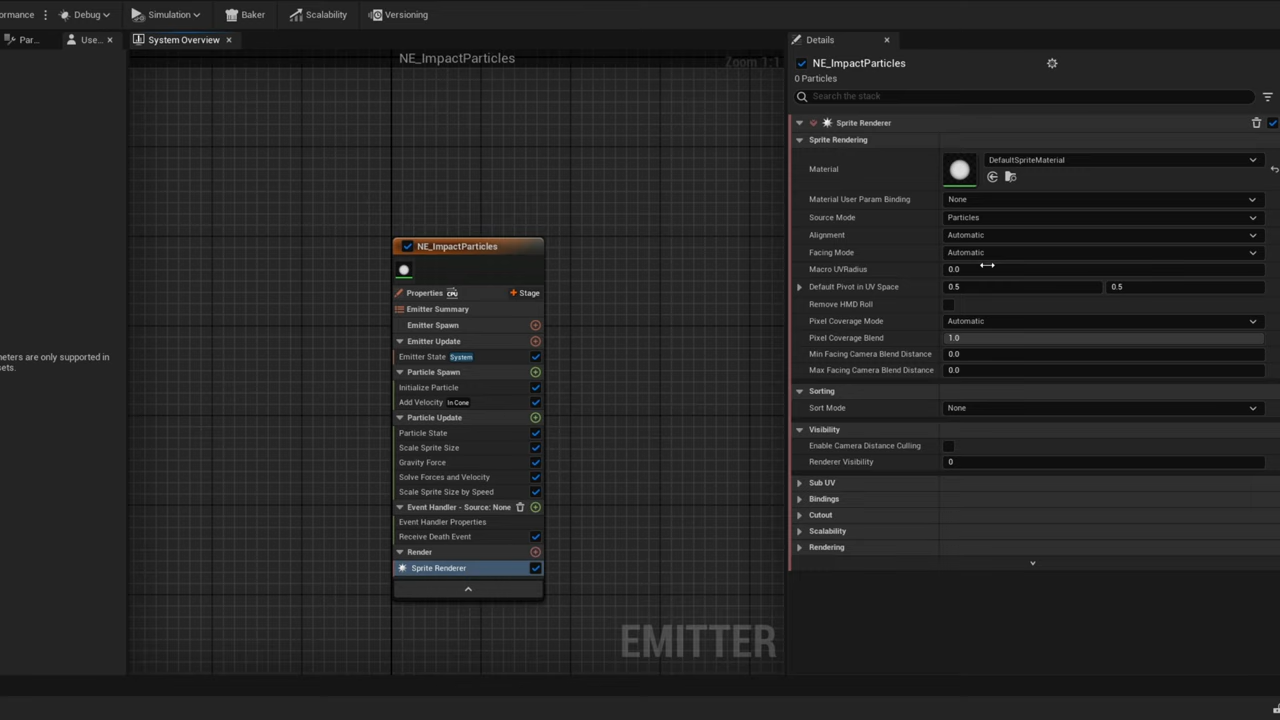 ormance Debug Simulation Baker Scalability Versioning
Par... Use... System Overview
NE_ImpactParticles
Zoom 1:1
eters are only supported in
sets.
NE_ImpactParticles
Properties CPU Stage
Emitter Summary
Emitter Spawn
Emitter Update
Emitter State System
Particle Spawn
Initialize Particle
Add Velocity In Cone
Particle Update
Particle State
Scale Sprite Size
Gravity Force
Solve Forces and Velocity
Scale Sprite Size by Speed
Event Handler - Source: None
Event Handler Properties
Receive Death Event
Render
Sprite Renderer
EMITTER
Details
NE_ImpactParticles
0 Particles
Search the stack
Sprite Renderer
Sprite Rendering
Material DefaultSpriteMaterial
Material User Param Binding None
Source Mode Particles
Alignment Automatic
Facing Mode Automatic
Macro UVRadius 0.0
Default Pivot in UV Space 0.5 0.5
Remove HMD Roll
Pixel Coverage Mode Automatic
Pixel Coverage Blend 1.0
Min Facing Camera Blend Distance 0.0
Max Facing Camera Blend Distance 0.0
Sorting
Sort Mode None
Visibility
Enable Camera Distance Culling
Renderer Visibility 0
Sub UV
Bindings
Cutout
Scalability
Rendering